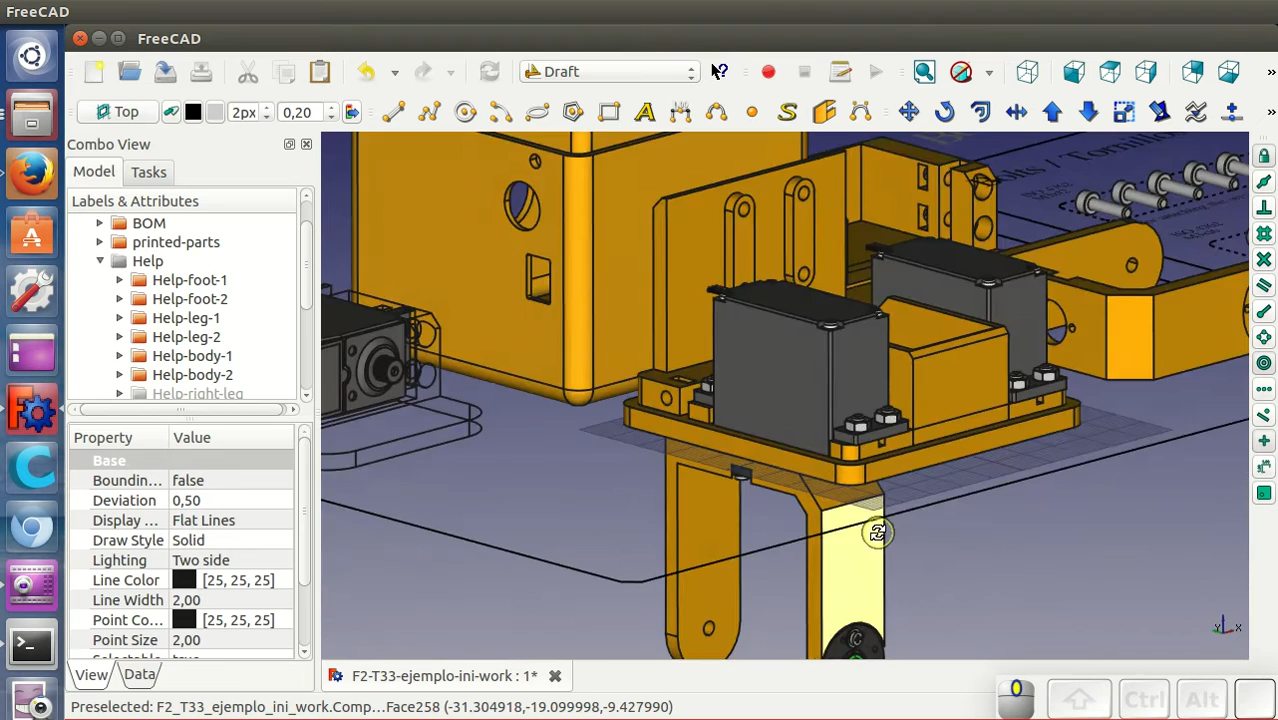 FreeCAD
FreeCAD
Draft
Top
2px
0,20
Combo View
Model
Tasks
Labels & Attributes
BOM
printed-parts
Help
Help-foot-1
Help-foot-2
Help-leg-1
Help-leg-2
Help-body-1
Help-body-2
Help-right-leg
Property
Value
Base
Boundin...
false
Deviation
0,50
Display ...
Flat Lines
Draw Style
Solid
Lighting
Two side
Line Color
[25, 25, 25]
Line Width
2,00
Point Co...
[25, 25, 25]
Point Size
2,00
View
Data
F2-T33-ejemplo-ini-work : 1*
Preselected: F2_T33_ejemplo_ini_work.Comp...Face258 (-31.304918,-19.099998,-9.427990)
Ctrl
Alt